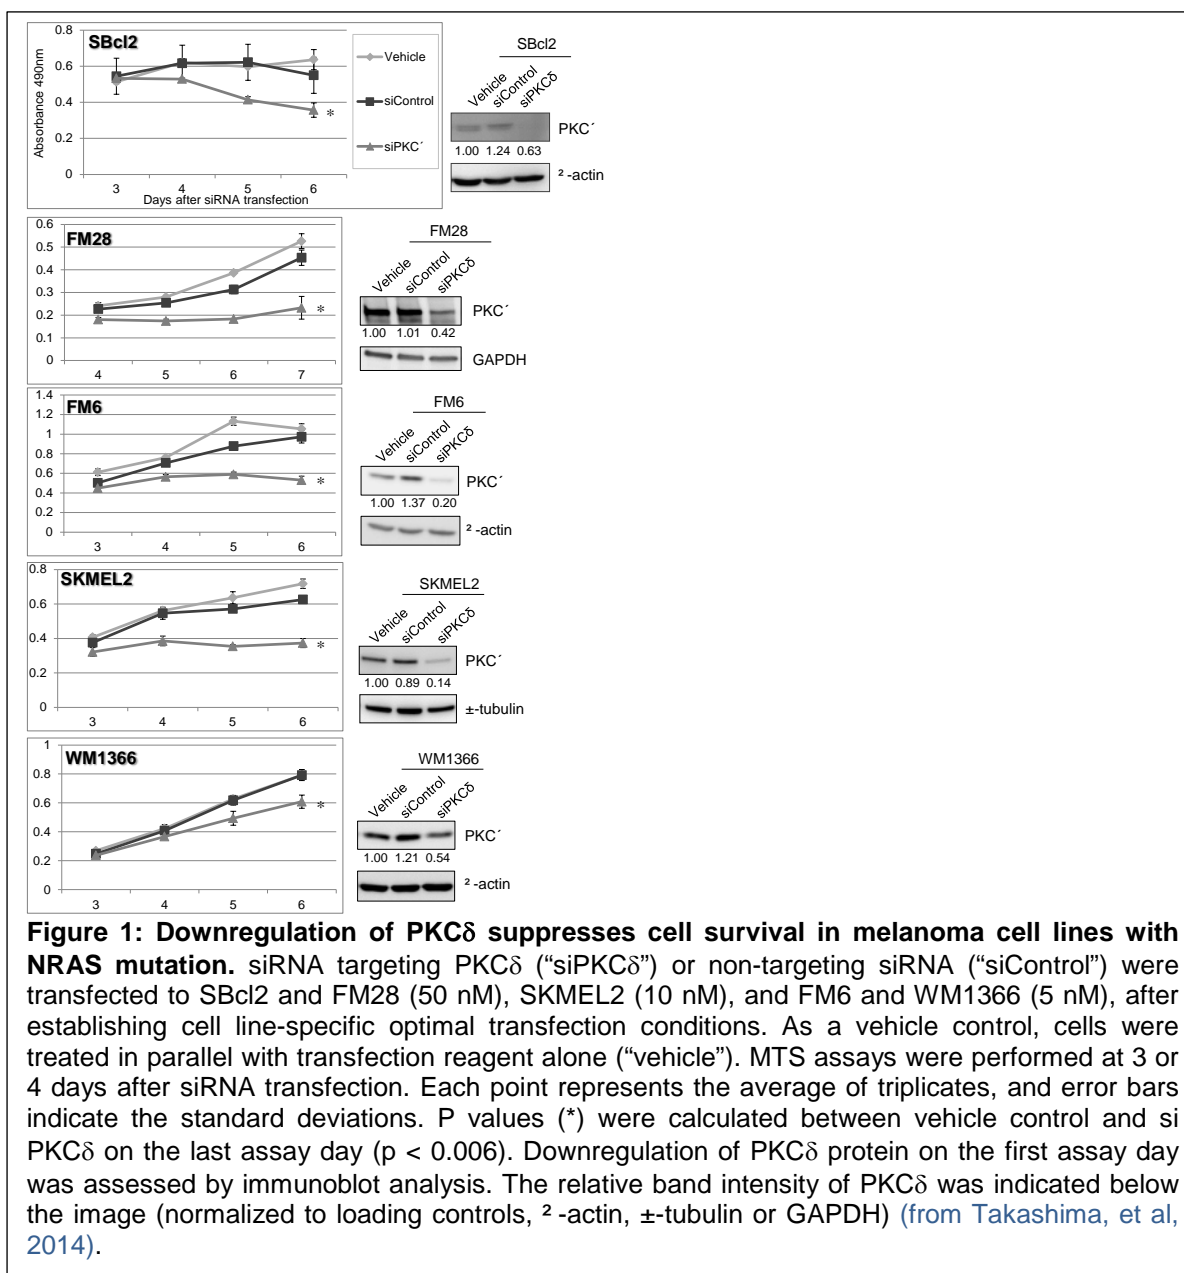 SBcl2
0.8
0.6
0.4
0.2
0
Absorbance 490nm
3 4 5 6
Days after siRNA transfection
*
Vehicle
siControl
siPKC´
SBcl2
Vehicle siControl siPKCδ
PKC´
1.00 1.24 0.63
²-actin
FM28
0.6
0.5
0.4
0.3
0.2
0.1
0
4 5 6 7
*
FM28
Vehicle siControl siPKCδ
PKC´
1.00 1.01 0.42
GAPDH
FM6
1.4
1.2
1
0.8
0.6
0.4
0.2
0
3 4 5 6
*
FM6
Vehicle siControl siPKCδ
PKC´
1.00 1.37 0.20
²-actin
SKMEL2
0.8
0.6
0.4
0.2
0
3 4 5 6
*
SKMEL2
Vehicle siControl siPKCδ
PKC´
1.00 0.89 0.14
±-tubulin
WM1366
1
0.8
0.6
0.4
0.2
0
3 4 5 6
*
WM1366
Vehicle siControl siPKCδ
PKC´
1.00 1.21 0.54
²-actin
Figure 1: Downregulation of PKCδ suppresses cell survival in melanoma cell lines with
NRAS mutation. siRNA targeting PKCδ (“siPKCδ”) or non-targeting siRNA (“siControl”) were
transfected to SBcl2 and FM28 (50 nM), SKMEL2 (10 nM), and FM6 and WM1366 (5 nM), after
establishing cell line-specific optimal transfection conditions. As a vehicle control, cells were
treated in parallel with transfection reagent alone (“vehicle”). MTS assays were performed at 3 or
4 days after siRNA transfection. Each point represents the average of triplicates, and error bars
indicate the standard deviations. P values (*) were calculated between vehicle control and si
PKCδ on the last assay day (p < 0.006). Downregulation of PKCδ protein on the first assay day
was assessed by immunoblot analysis. The relative band intensity of PKCδ was indicated below
the image (normalized to loading controls, ²-actin, ±-tubulin or GAPDH) (from Takashima, et al,
2014).